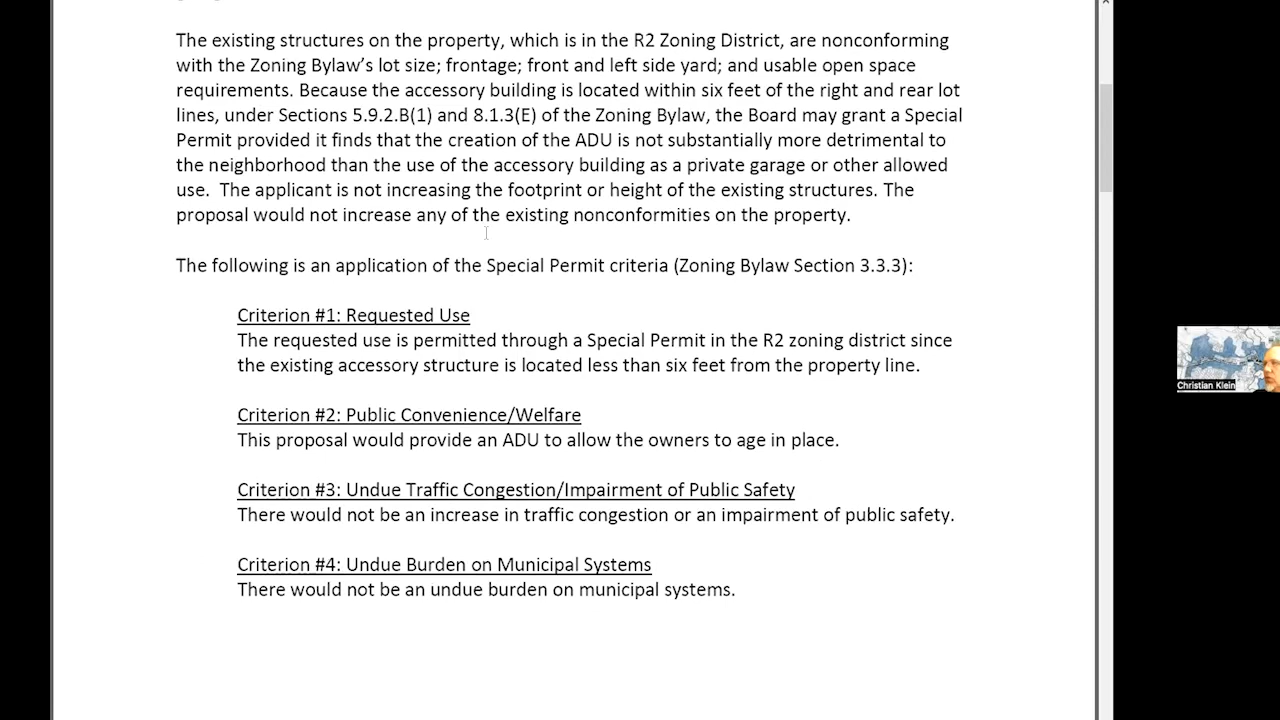 The existing structures on the property, which is in the R2 Zoning District, are nonconforming
with the Zoning Bylaw’s lot size; frontage; front and left side yard; and usable open space
requirements. Because the accessory building is located within six feet of the right and rear lot
lines, under Sections 5.9.2.B(1) and 8.1.3(E) of the Zoning Bylaw, the Board may grant a Special
Permit provided it finds that the creation of the ADU is not substantially more detrimental to
the neighborhood than the use of the accessory building as a private garage or other allowed
use.  The applicant is not increasing the footprint or height of the existing structures. The
proposal would not increase any of the existing nonconformities on the property.
The following is an application of the Special Permit criteria (Zoning Bylaw Section 3.3.3):
Criterion #1: Requested Use
The requested use is permitted through a Special Permit in the R2 zoning district since
the existing accessory structure is located less than six feet from the property line.
Criterion #2: Public Convenience/Welfare
This proposal would provide an ADU to allow the owners to age in place.
Criterion #3: Undue Traffic Congestion/Impairment of Public Safety
There would not be an increase in traffic congestion or an impairment of public safety.
Criterion #4: Undue Burden on Municipal Systems
There would not be an undue burden on municipal systems.
Christian Klein